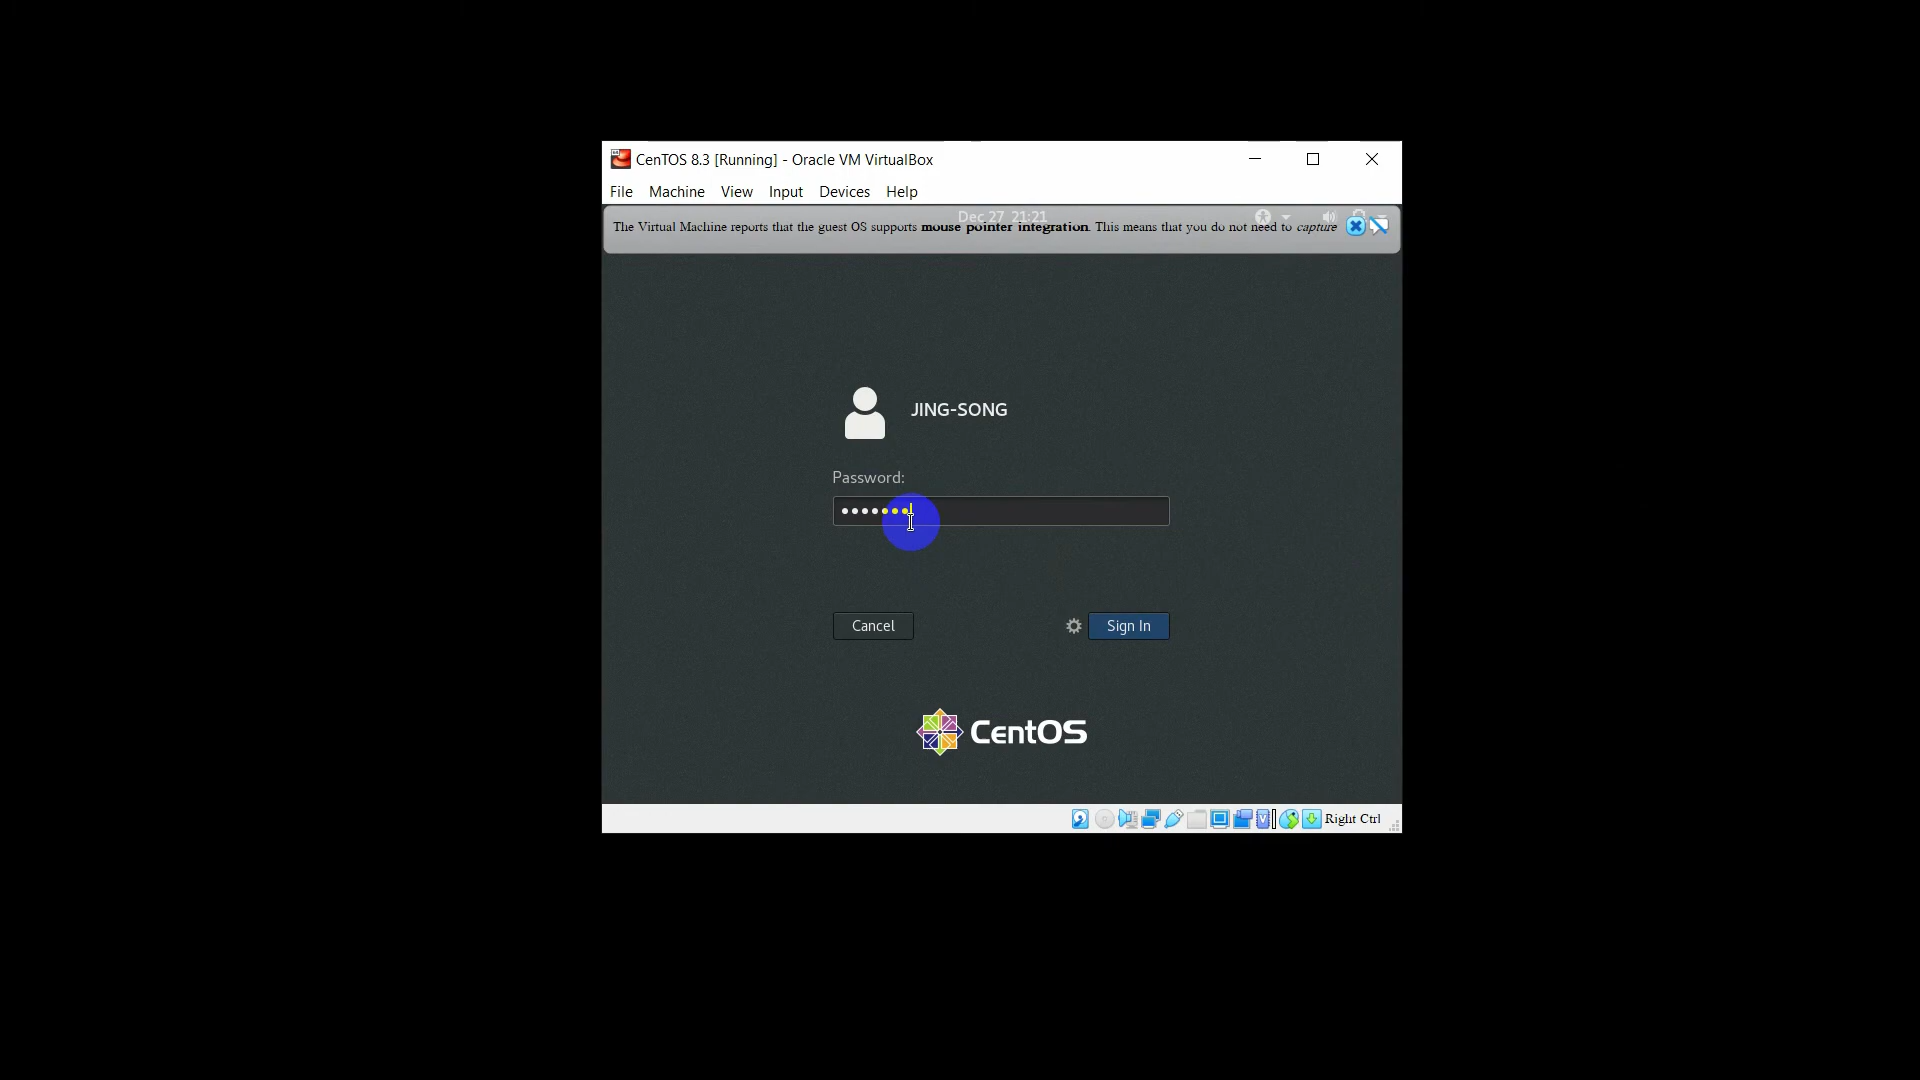 CenTOS 8.3 [Running] - Oracle VM VirtualBox
File Machine View Input Devices Help
Dec 27 21:21
The Virtual Machine reports that the guest OS supports mouse pointer integration. This means that you do not need to capture
JING-SONG
Password:
Cancel
Sign In
CentOS
Right Ctrl